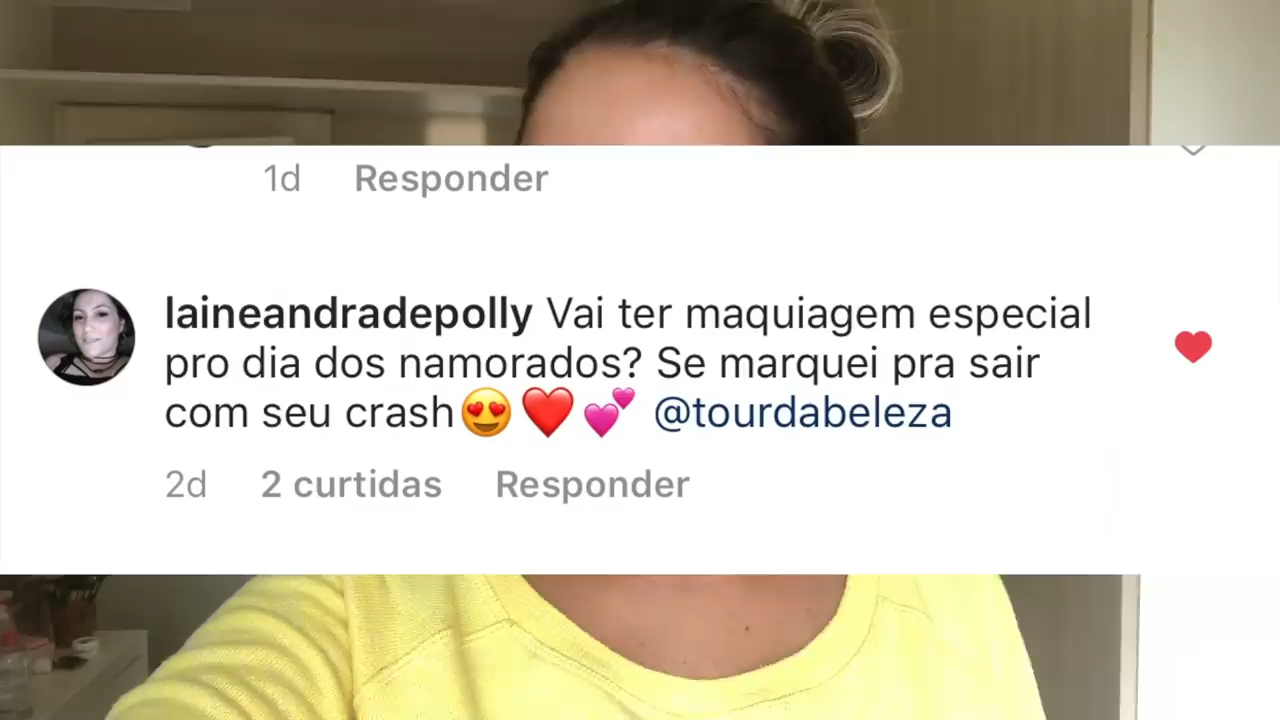 1d Responder
laineandradepolly Vai ter maquiagem especial
pro dia dos namorados? Se marquei pra sair
com seu crash😍❤️💕 @tourdabeleza
2d 2 curtidas Responder